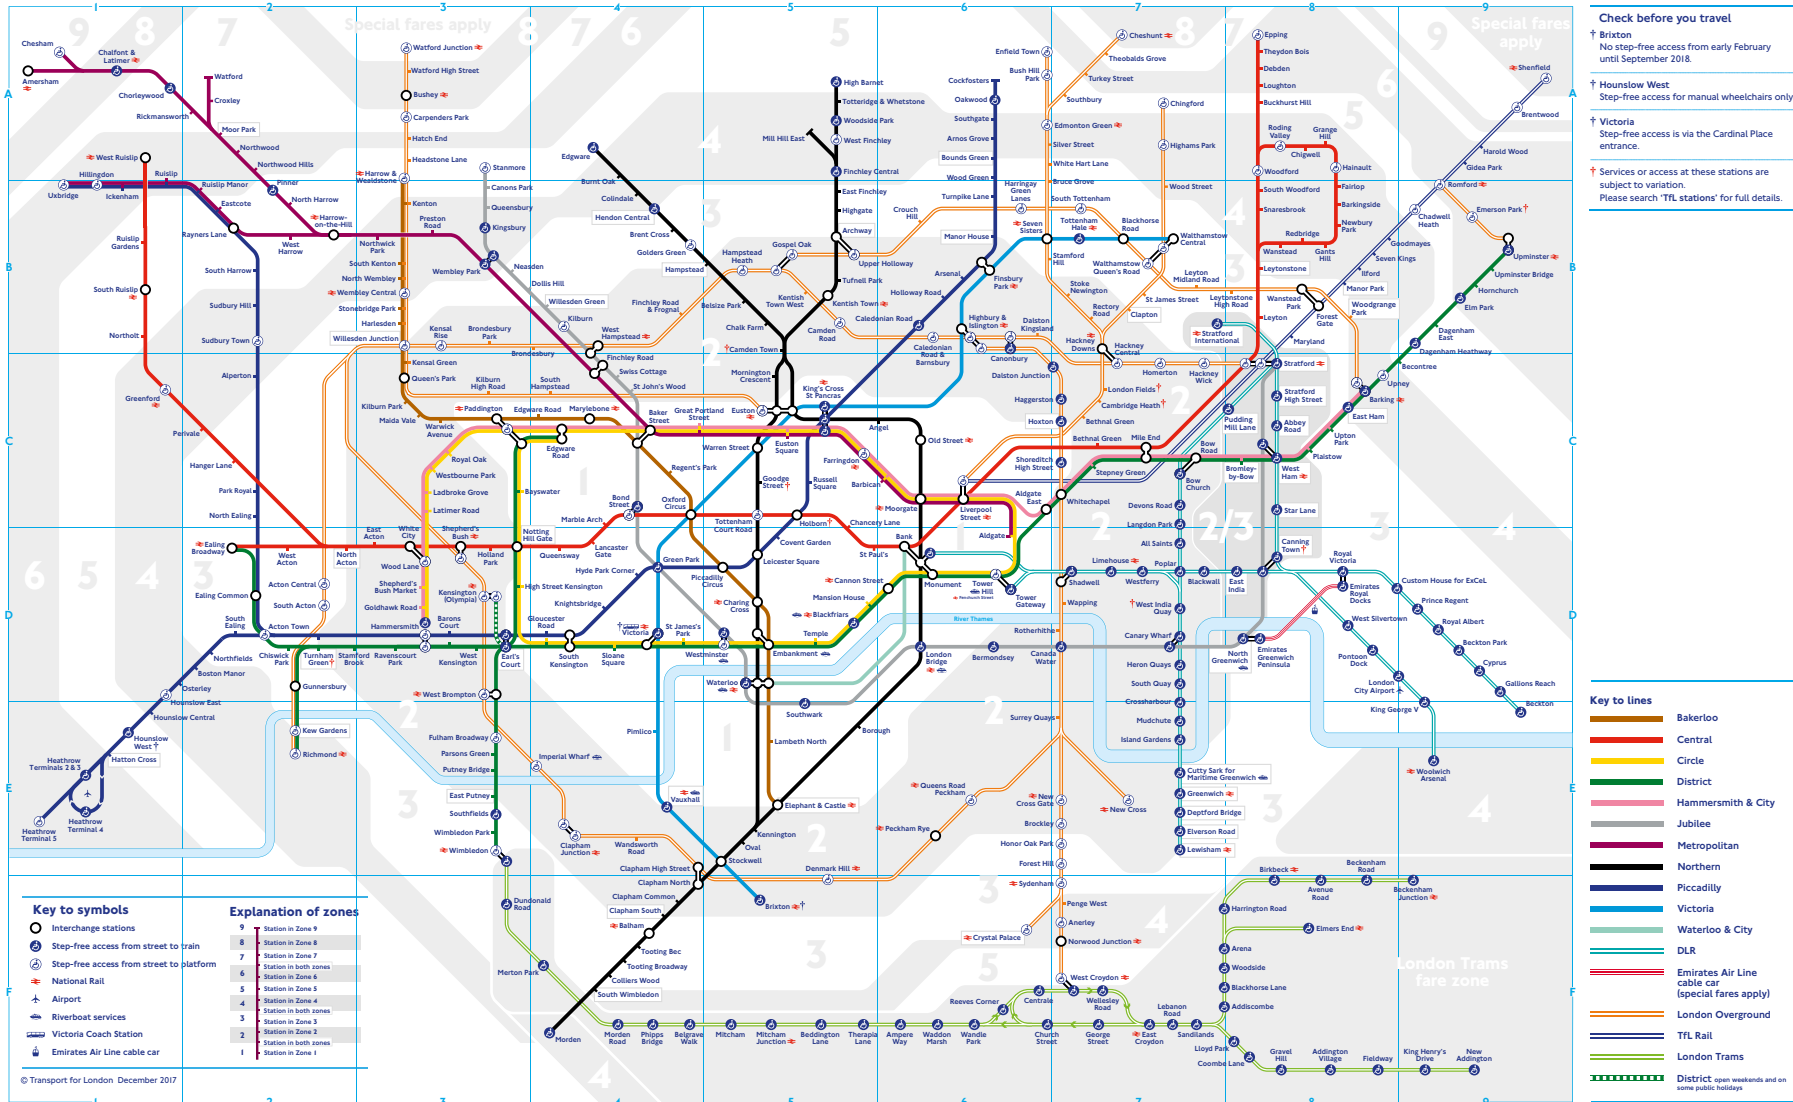 1 2 3 4 5 6 7 8 9
Special fares apply
Special fares
apply
Check before you travel
† Brixton
No step-free access from early February
until September 2018.
† Hounslow West
Step-free access for manual wheelchairs only
† Victoria
Step-free access is via the Cardinal Place
entrance.
† Services or access at these stations are
subject to variation.
Please search 'TfL stations' for full details.
Chesham
Chalfont &
Latimer
Amersham
Chorleywood
Rickmansworth
Watford
Croxley
Moor Park
Northwood
Northwood Hills
Pinner
North Harrow
Harrow-
on-the-Hill
West Ruislip
Hillingdon
Uxbridge
Ickenham
Ruislip
Ruislip Manor
Eastcote
Rayners Lane
West
Harrow
Northwick
Park
Preston
Road
Ruislip
Gardens
South Ruislip
Northolt
Greenford
Perivale
Hanger Lane
South Harrow
Sudbury Hill
Sudbury Town
Alperton
Park Royal
North Ealing
Ealing
Broadway
West
Acton
North
Acton
East
Acton
White
City
Shepherd's
Bush
Holland
Park
Notting
Hill Gate
Queensway
Lancaster
Gate
Marble Arch
Bond
Street
Oxford
Circus
Tottenham
Court Road
Holborn †
Chancery Lane
St Paul's
Bank
Watford Junction
Watford High Street
Bushey
Carpenders Park
Hatch End
Headstone Lane
Harrow &
Wealdstone
Kenton
South Kenton
North Wembley
Wembley Central
Stonebridge Park
Harlesden
Willesden Junction
Kensal Green
Queen's Park
Kilburn Park
Maida Vale
Warwick
Avenue
Paddington
Edgware Road
Marylebone
Baker
Street
Stanmore
Canons Park
Queensbury
Kingsbury
Wembley Park
Neasden
Dollis Hill
Willesden Green
Kilburn
West
Hampstead
Finchley Road
Swiss Cottage
St John's Wood
Kensal
Rise
Brondesbury
Park
Brondesbury
Finchley Road
& Frognal
Kilburn
High Road
South
Hampstead
Edgware
Burnt Oak
Colindale
Hendon Central
Brent Cross
Golders Green
Hampstead
Belsize Park
Chalk Farm
†Camden Town
Mornington
Crescent
Euston
High Barnet
Totteridge & Whetstone
Woodside Park
Mill Hill East
West Finchley
Finchley Central
East Finchley
Highgate
Archway
Tufnell Park
Kentish Town
Hampstead
Heath
Gospel Oak
Upper Holloway
Crouch
Hill
Kentish
Town West
Camden
Road
Caledonian Road
Caledonian
Road &
Barnsbury
Holloway Road
Arsenal
Finsbury
Park
Manor House
Turnpike Lane
Wood Green
Bounds Green
Arnos Grove
Southgate
Oakwood
Cockfosters
Harringay
Green
Lanes
Highbury &
Islington
Canonbury
Dalston
Kingsland
Dalston Junction
Haggerston
Hoxton
Shoreditch
High Street
Enfield Town
Bush Hill
Park
Cheshunt
Theobalds Grove
Turkey Street
Southbury
Edmonton Green
Silver Street
White Hart Lane
Bruce Grove
South Tottenham
Seven
Sisters
Tottenham
Hale
Blackhorse
Road
Walthamstow
Central
Walthamstow
Queen's Road
Stamford
Hill
Stoke
Newington
Rectory
Road
Clapton
St James Street
Leyton
Midland Road
Leytonstone
High Road
Chingford
Highams Park
Wood Street
Hackney
Downs
Hackney
Central
Homerton
Hackney
Wick
London Fields †
Cambridge Heath †
Bethnal Green
Epping
Theydon Bois
Debden
Loughton
Buckhurst Hill
Roding
Valley
Chigwell
Grange
Hill
Hainault
Woodford
South Woodford
Snaresbrook
Fairlop
Barkingside
Newbury
Park
Redbridge
Wanstead
Gants
Hill
Leytonstone
Leyton
Wanstead
Park
Forest
Gate
Manor Park
Woodgrange
Park
Ilford
Seven Kings
Goodmayes
Chadwell
Heath
Romford
Gidea Park
Harold Wood
Brentwood
Shenfield
Emerson Park †
Upminster
Upminster Bridge
Hornchurch
Elm Park
Dagenham
East
Dagenham Heathway
Becontree
Upney
Barking
East Ham
Upton
Park
Plaistow
West
Ham
Bromley-
by-Bow
Bow
Road
Mile End
Bethnal Green
Stepney Green
Whitechapel
Maryland
Stratford
International
Stratford
Stratford
High Street
Abbey
Road
Pudding
Mill Lane
Bow
Church
Devons Road
Langdon Park
All Saints
Star Lane
Canning
Town †
Great Portland
Street
Euston
Square
King's Cross
St Pancras
Warren Street
Goodge
Street †
Russell
Square
Regent's Park
Farringdon
Barbican
Moorgate
Old Street
Angel
Liverpool
Street
Aldgate
East
Aldgate
Royal Oak
Westbourne Park
Ladbroke Grove
Latimer Road
Edgware
Road
Bayswater
Wood Lane
Shepherd's
Bush Market
Goldhawk Road
Hammersmith
Kensington
(Olympia)
High Street Kensington
Hyde Park Corner
Knightsbridge
Green Park
Piccadilly
Circus
Leicester Square
Covent Garden
Charing
Cross
Cannon Street
Mansion House
Blackfriars
Temple
Embankment
Westminster
St James's
Park
Victoria
Sloane
Square
South
Kensington
Gloucester
Road
Earl's
Court
Barons
Court
West
Kensington
Ravenscourt
Park
Stamford
Brook
Turnham
Green †
Chiswick
Park
Acton Town
Acton Central
South Acton
Ealing Common
South
Ealing
Northfields
Boston Manor
Osterley
Hounslow East
Hounslow Central
Hounslow
West †
Hatton Cross
Heathrow
Terminals 2 & 3
Heathrow
Terminal 4
Heathrow
Terminal 5
Gunnersbury
Kew Gardens
Richmond
West Brompton
Fulham Broadway
Parsons Green
Putney Bridge
East Putney
Southfields
Wimbledon Park
Wimbledon
Imperial Wharf
Clapham
Junction
Wandsworth
Road
Clapham High Street
Clapham North
Clapham Common
Clapham South
Balham
Tooting Bec
Tooting Broadway
Colliers Wood
South Wimbledon
Morden
Pimlico
Vauxhall
Stockwell
Brixton
Oval
Kennington
Elephant & Castle
Lambeth North
Waterloo
Southwark
Borough
London
Bridge
Bermondsey
Canada
Water
Monument
Tower
Hill
Fenchurch Street
Tower
Gateway
River Thames
Shadwell
Wapping
Rotherhithe
Surrey Quays
Limehouse
Westferry
Poplar
Blackwall
East
India
†West India
Quay
Canary Wharf
Heron Quays
South Quay
Crossharbour
Mudchute
Island Gardens
Cutty Sark for
Maritime Greenwich
Greenwich
Deptford Bridge
Elverson Road
Lewisham
North
Greenwich
Emirates
Greenwich
Peninsula
Emirates
Royal
Docks
Royal
Victoria
Custom House for ExCeL
Prince Regent
Royal Albert
Beckton Park
Cyprus
Gallions Reach
Beckton
West Silvertown
Pontoon
Dock
London
City Airport
King George V
Woolwich
Arsenal
Queens Road
Peckham
Peckham Rye
Denmark Hill
New
Cross Gate
New Cross
Brockley
Honor Oak Park
Forest Hill
Sydenham
Crystal Palace
Penge West
Anerley
Norwood Junction
West Croydon
Dundonald
Road
Merton Park
Morden
Road
Phipps
Bridge
Belgrave
Walk
Mitcham
Mitcham
Junction
Beddington
Lane
Therapia
Lane
Ampere
Way
Waddon
Marsh
Wandle
Park
Reeves Corner
Centrale
Wellesley
Road
Church
Street
George
Street
East
Croydon
Lebanon
Road
Sandilands
Lloyd Park
Coombe Lane
Gravel
Hill
Addington
Village
Fieldway
King Henry's
Drive
New
Addington
Addiscombe
Blackhorse Lane
Woodside
Arena
Elmers End
Harrington Road
Birkbeck
Avenue
Road
Beckenham
Road
Beckenham
Junction
London Trams
fare zone
Key to symbols
Interchange stations
Step-free access from street to train
Step-free access from street to platform
National Rail
Airport
Riverboat services
Victoria Coach Station
Emirates Air Line cable car
Explanation of zones
9 Station in Zone 9
8 Station in Zone 8
7 Station in Zone 7
Station in both zones
6 Station in Zone 6
5 Station in Zone 5
4 Station in Zone 4
Station in both zones
3 Station in Zone 3
2 Station in Zone 2
Station in both zones
1 Station in Zone 1
© Transport for London December 2017
Key to lines
Bakerloo
Central
Circle
District
Hammersmith & City
Jubilee
Metropolitan
Northern
Piccadilly
Victoria
Waterloo & City
DLR
Emirates Air Line
cable car
(special fares apply)
London Overground
TfL Rail
London Trams
District open weekends and on
some public holidays